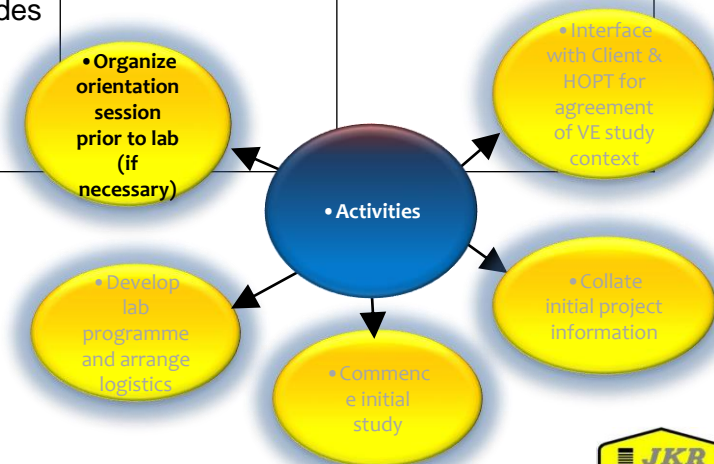 des
• Organize
orientation
session
prior to lab
(if
necessary)
• Interface
with Client &
HOPT for
agreement
of VE study
context
• Activities
• Develop
lab
programme
and arrange
logistics
• Commenc
e initial
study
• Collate
initial project
information
JKR